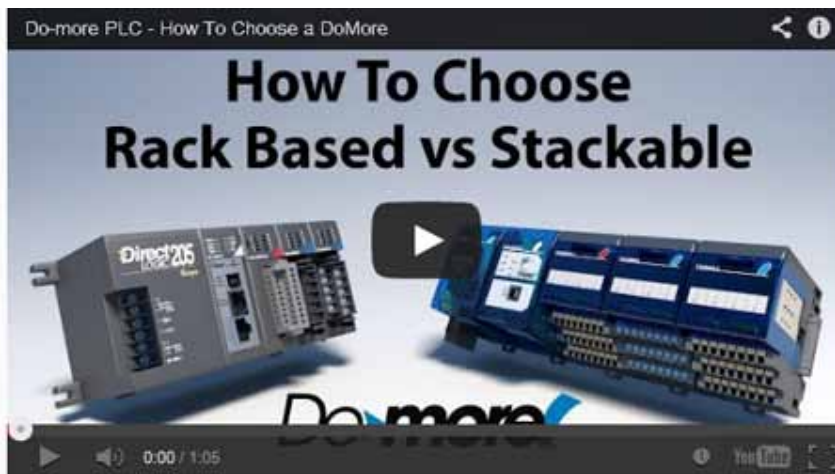 Do-more PLC - How To Choose a DoMore
How To Choose
Rack Based vs Stackable
Direct
LOGIC 205
Do-more!
0:00 / 1:05
YouTube